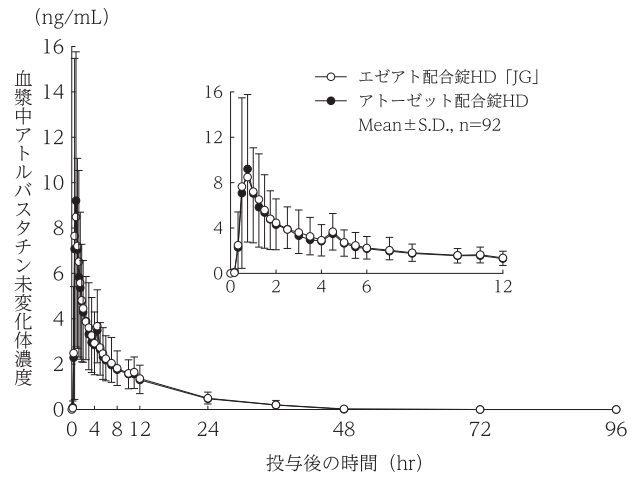 (ng/mL)
血漿中アトルバスタチン未変化体濃度
16
14
12
10
8
6
4
2
0
0 4 8 12 24 36 48 72 96
投与後の時間 (hr)
エゼアト配合錠HD「JG」
アトーゼット配合錠HD
Mean±S.D., n=92
16
12
8
4
0
0 2 4 6 12